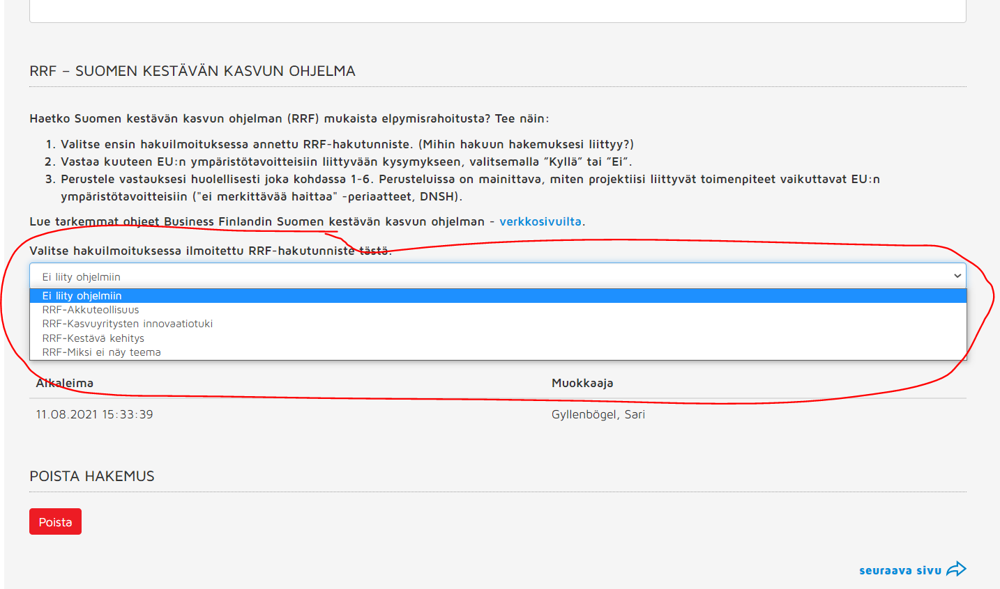 RRF – SUOMEN KESTÄVÄN KASVUN OHJELMA
Haetko Suomen kestävän kasvun ohjelman (RRF) mukaista elpymisrahoitusta? Tee näin:
1. Valitse ensin hakuilmoituksessa annettu RRF-hakutunniste. (Mihin hakuun hakemuksesi liittyy?)
2. Vastaa kuuteen EU:n ympäristötavoitteisiin liittyvään kysymykseen, valitsemalla ”Kyllä” tai ”Ei”.
3. Perustele vastauksesi huolellisesti joka kohdassa 1-6. Perusteluissa on mainittava, miten projektiisi liittyvät toimenpiteet vaikuttavat EU:n
ympäristötavoitteisiin ("ei merkittävää haittaa" -periaatteet, DNSH).
Lue tarkemmat ohjeet Business Finlandin Suomen kestävän kasvun ohjelman - verkkosivuilta.
Valitse hakuilmoituksessa ilmoitettu RRF-hakutunniste tästä.
Ei liity ohjelmiin
Ei liity ohjelmiin
RRF-Akkuteollisuus
RRF-Kasvuyritysten innovaatiotuki
RRF-Kestävä kehitys
RRF-Miksi ei näy teema
Aikaleima Muokkaaja
11.08.2021 15:33:39 Gyllenbögel, Sari
POISTA HAKEMUS
Poista
seuraava sivu